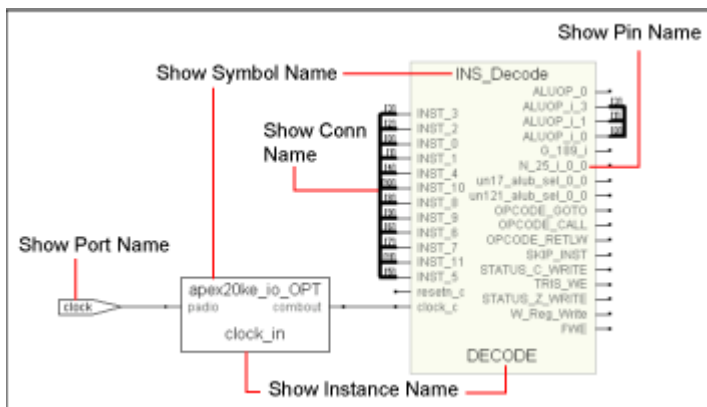 Show Pin Name
Show Symbol Name
INS_Decode
ALUOP_0
ALUOP_i_3
ALUOP_i_1
ALUOP_i_0
G_189_i
N_25_i_0_0
un17_alub_sel_0_0
un121_alub_sel_0_0
OPCODE_GOTO
OPCODE_CALL
OPCODE_RETLW
SKIP_INST
STATUS_C_WRITE
TRIS_WE
STATUS_Z_WRITE
W_Reg_Write
FWE
Show Conn
Name
INST_3
INST_2
INST_0
INST_1
INST_4
INST_10
INST_8
INST_9
INST_6
INST_7
INST_11
INST_5
resetn_c
clock_c
DECODE
Show Port Name
clock
apex20ke_io_OPT
padio combout
clock_in
Show Instance Name